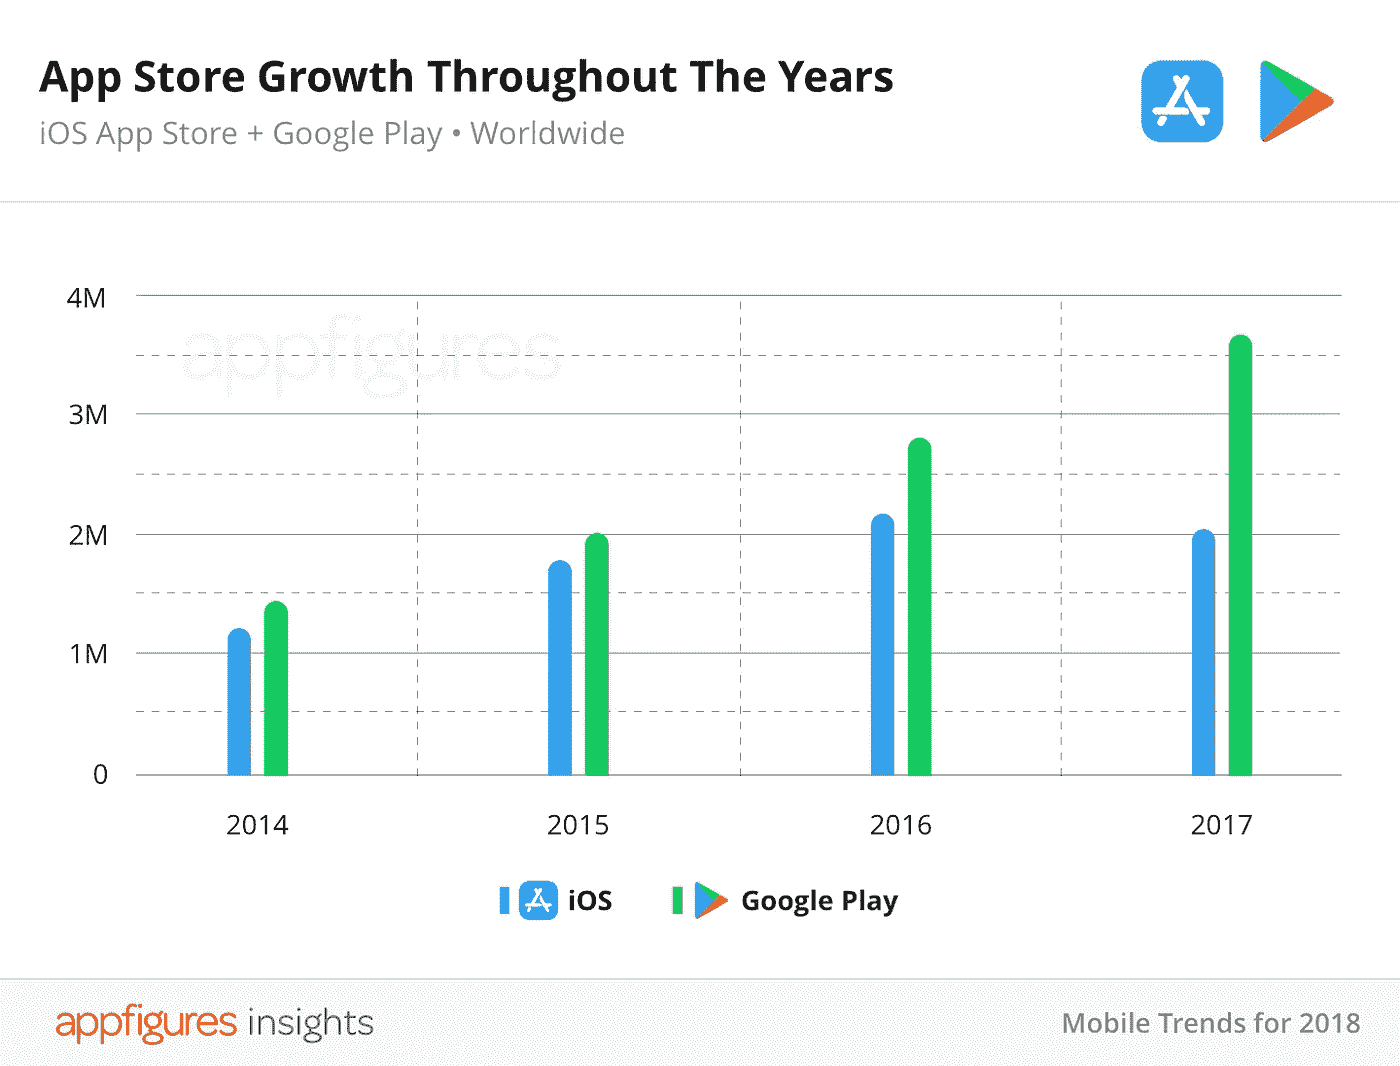 App Store Growth Throughout The Years
iOS App Store + Google Play • Worldwide
appfigures
4M
3M
2M
1M
0
2014 2015 2016 2017
iOS Google Play
appfigures insights
Mobile Trends for 2018